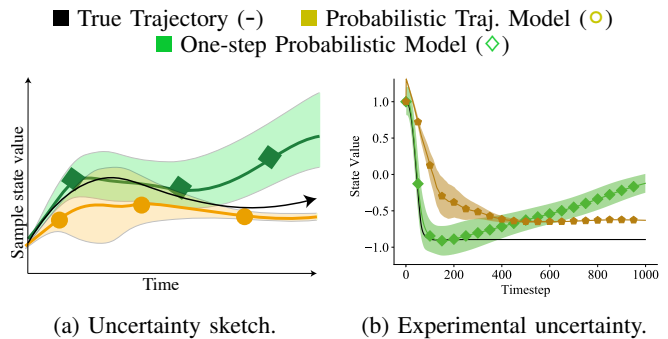 True Trajectory (-) Probabilistic Traj. Model (○)
One-step Probabilistic Model (◇)
Sample state value
Time
State Value
1.0
0.5
0.0
−0.5
−1.0
0 200 400 600 800 1000
Timestep
(a) Uncertainty sketch.
(b) Experimental uncertainty.